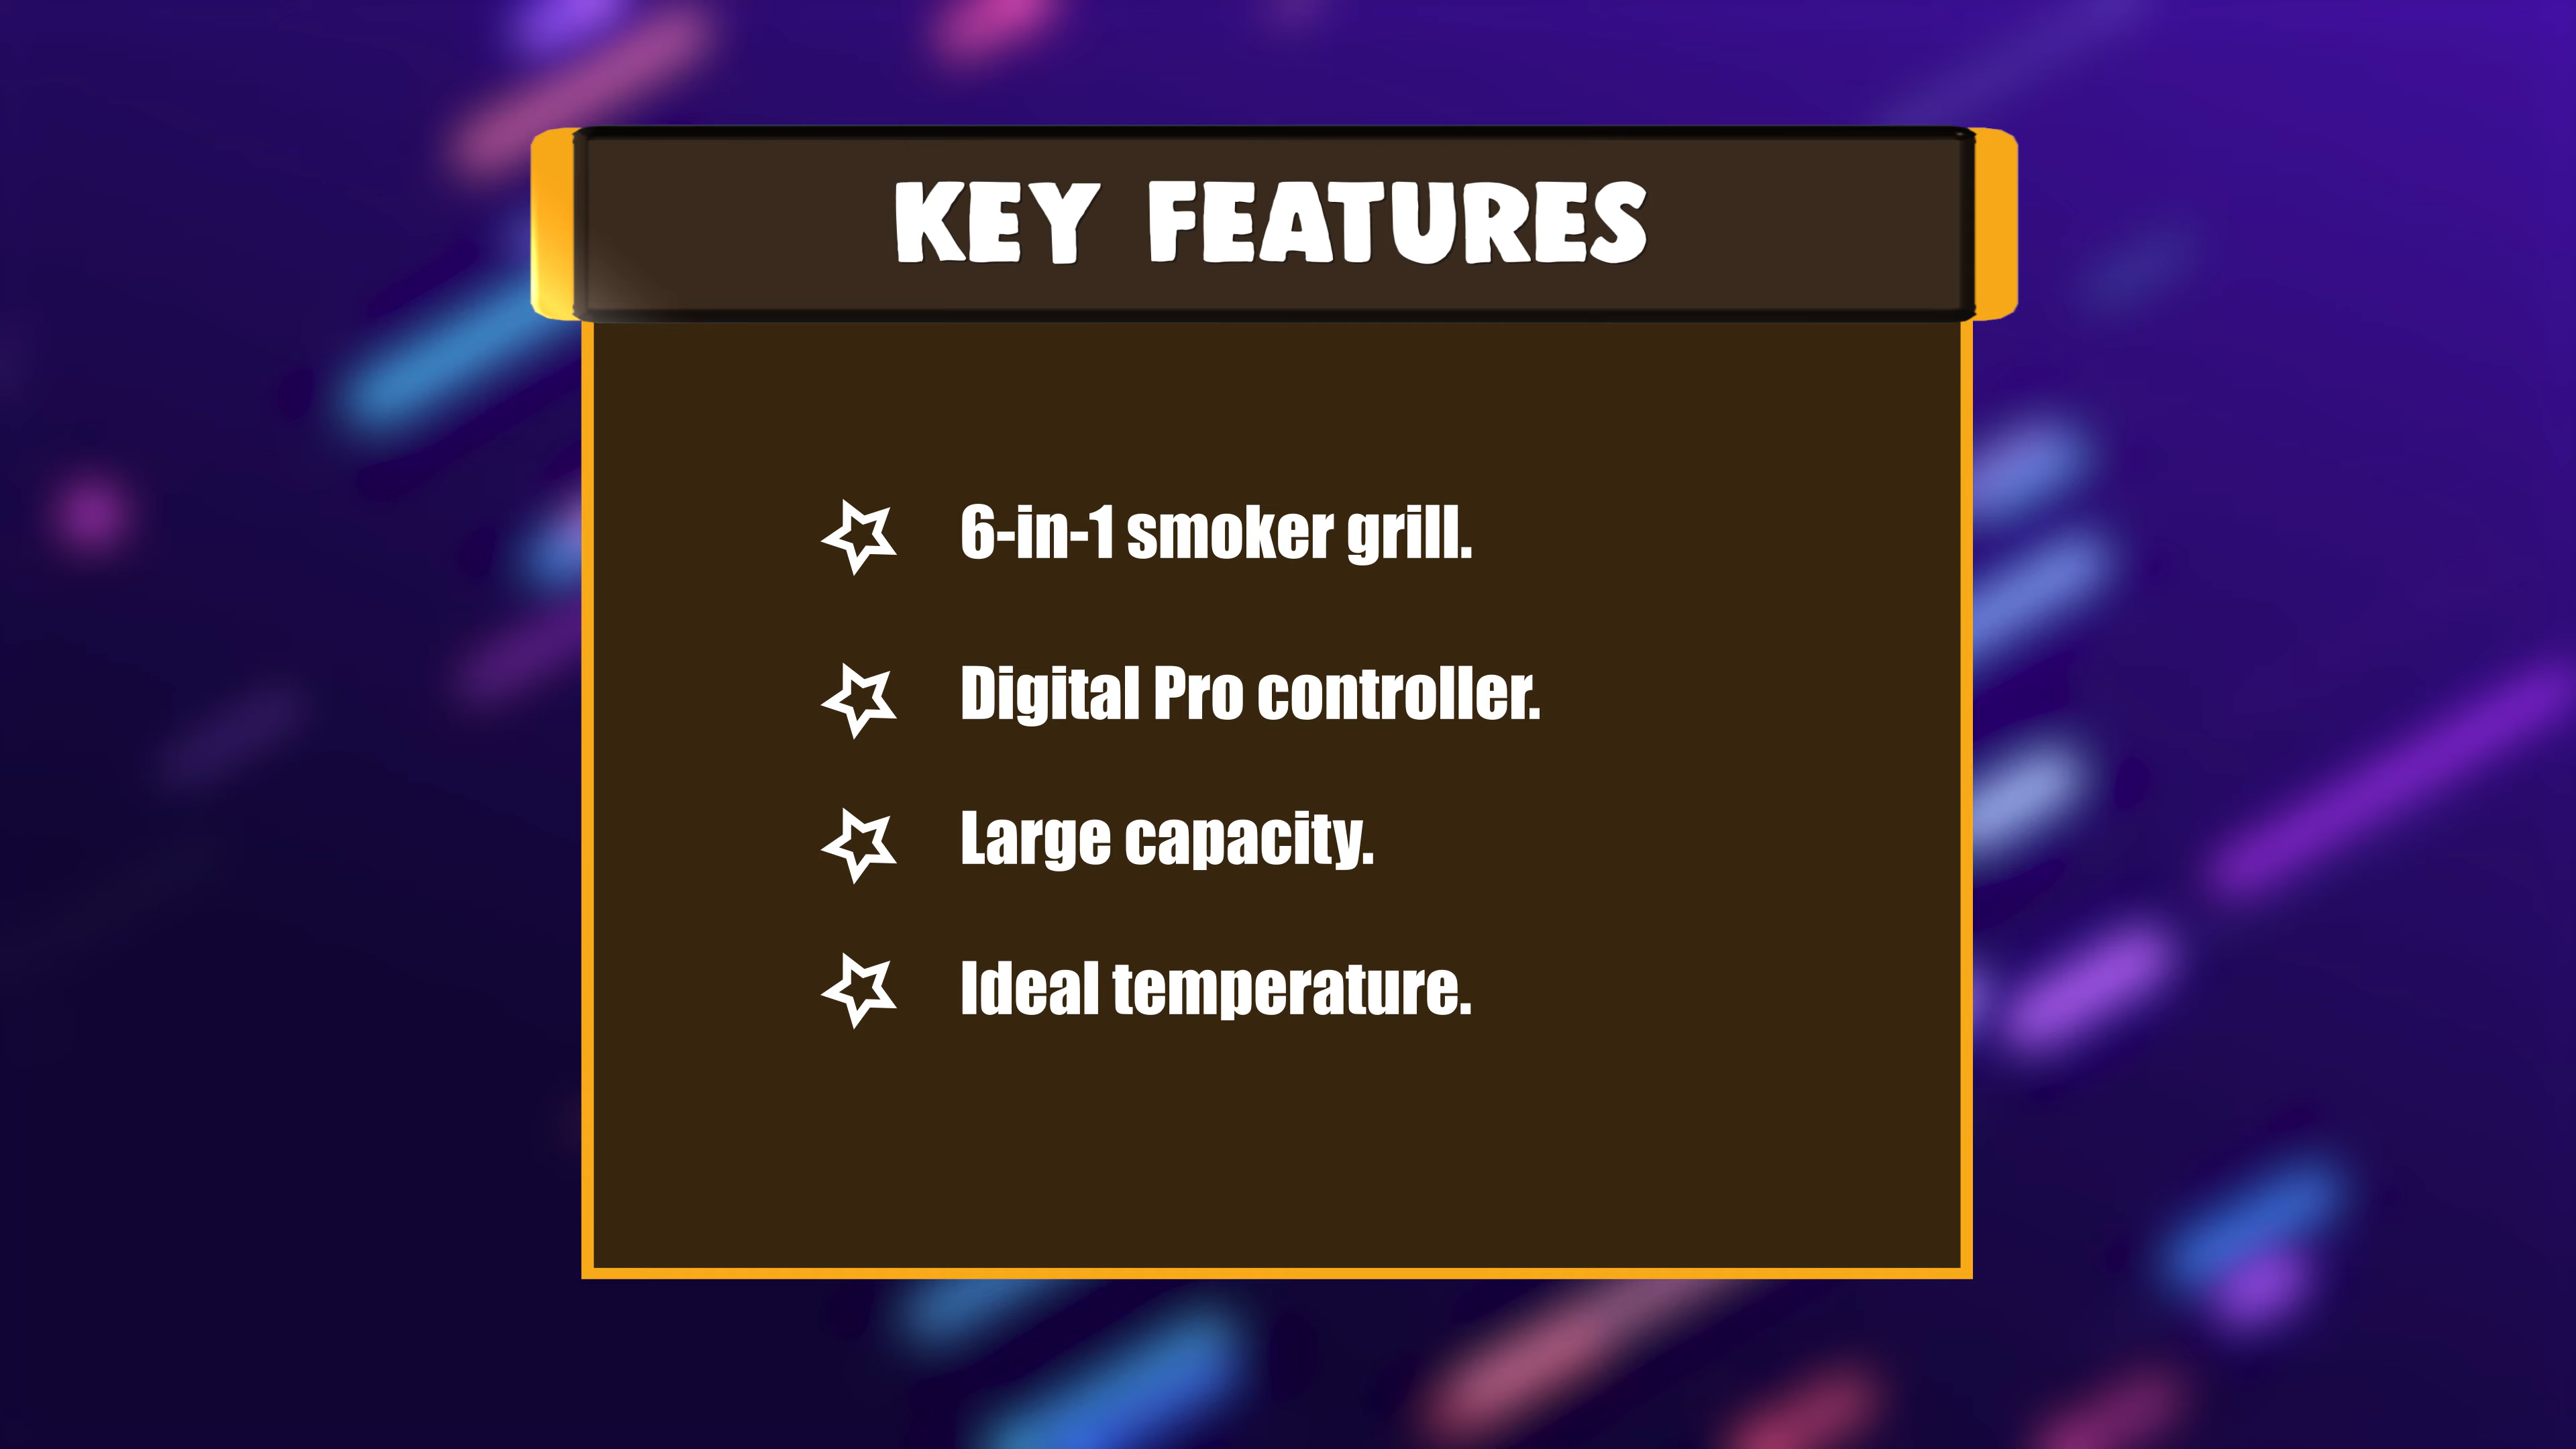 KEY FEATURES
6-in-1 smoker grill.
Digital Pro controller.
Large capacity.
Ideal temperature.